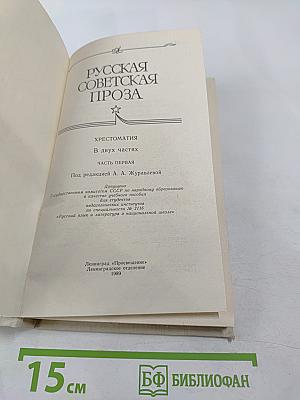 РУССКАЯ
СОВЕТСКАЯ
ПРОЗА
ХРЕСТОМАТИЯ
В двух частях
ЧАСТЬ ПЕРВАЯ
Под редакцией А. А. Журавлевой
Допущено
Государственным комитетом СССР по народному образованию
в качестве учебного пособия
для студентов
педагогических институтов
по специальности № 2116
«Русский язык и литература в национальной школе»
Ленинград «Просвещение»
Ленинградское отделение
1989
15 см
БФ БИБЛИОФАН